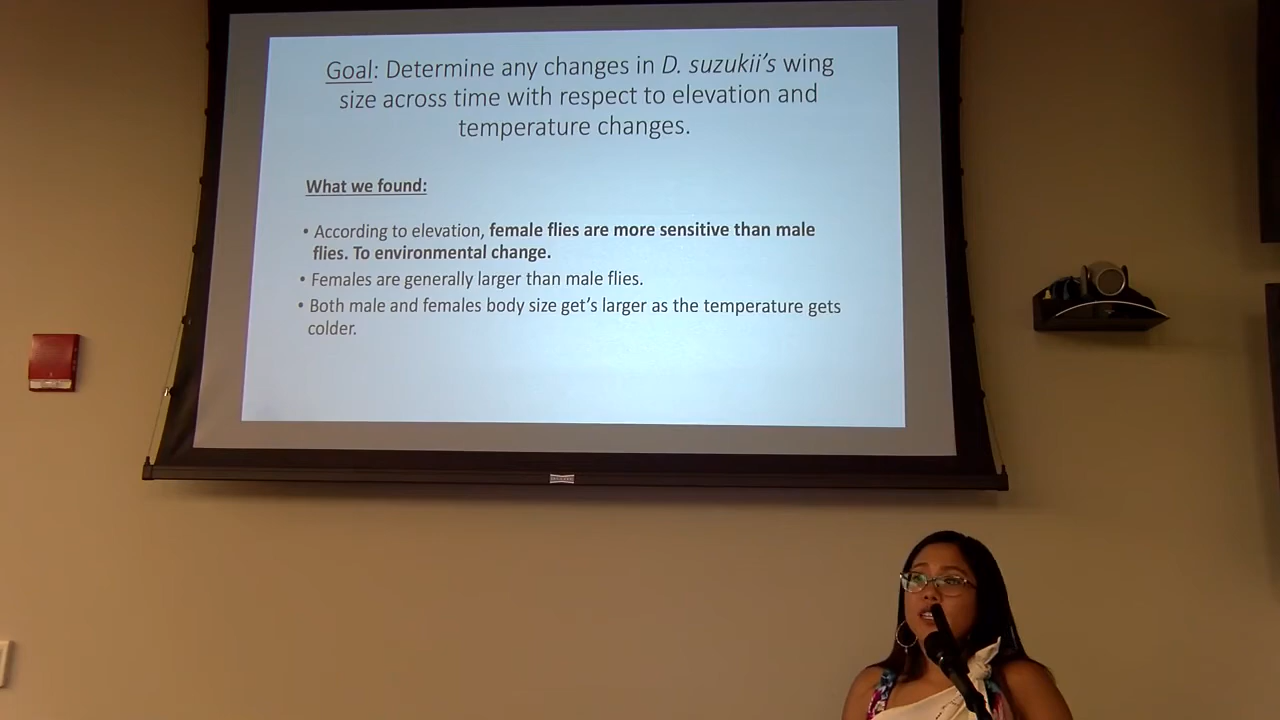 Goal: Determine any changes in D. suzukii's wing
size across time with respect to elevation and
temperature changes.
What we found:
• According to elevation, female flies are more sensitive than male
flies. To environmental change.
• Females are generally larger than male flies.
• Both male and females body size get's larger as the temperature gets
colder.